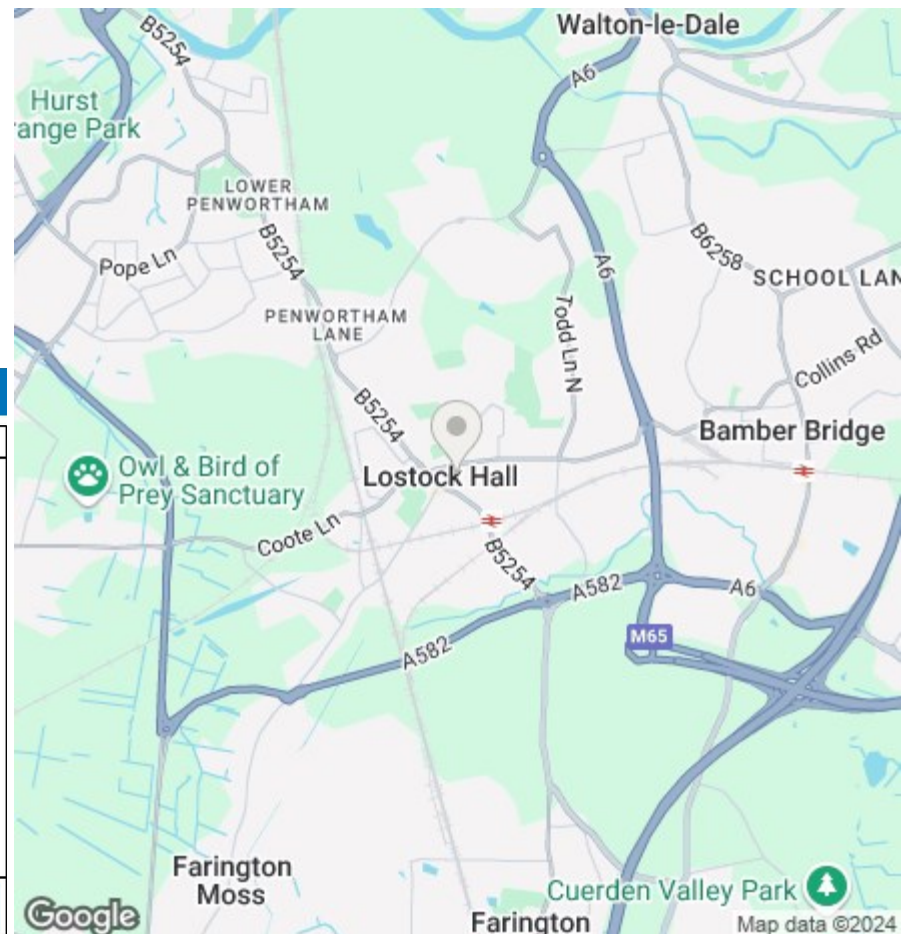 Walton-le-Dale
B5254
A6
Hurst
range Park
LOWER
PENWORTHAM
B5254
A6
B6258
Pope Ln
SCHOOL LAN
PENWORTHAM
LANE
Todd Ln N
Collins Rd
B5254
Bamber Bridge
Owl & Bird of
Prey Sanctuary
Lostock Hall
Coote Ln
B5254
A582
A6
M65
A582
Farington
Moss
Cuerden Valley Park
Google
Farington
Map data ©2024